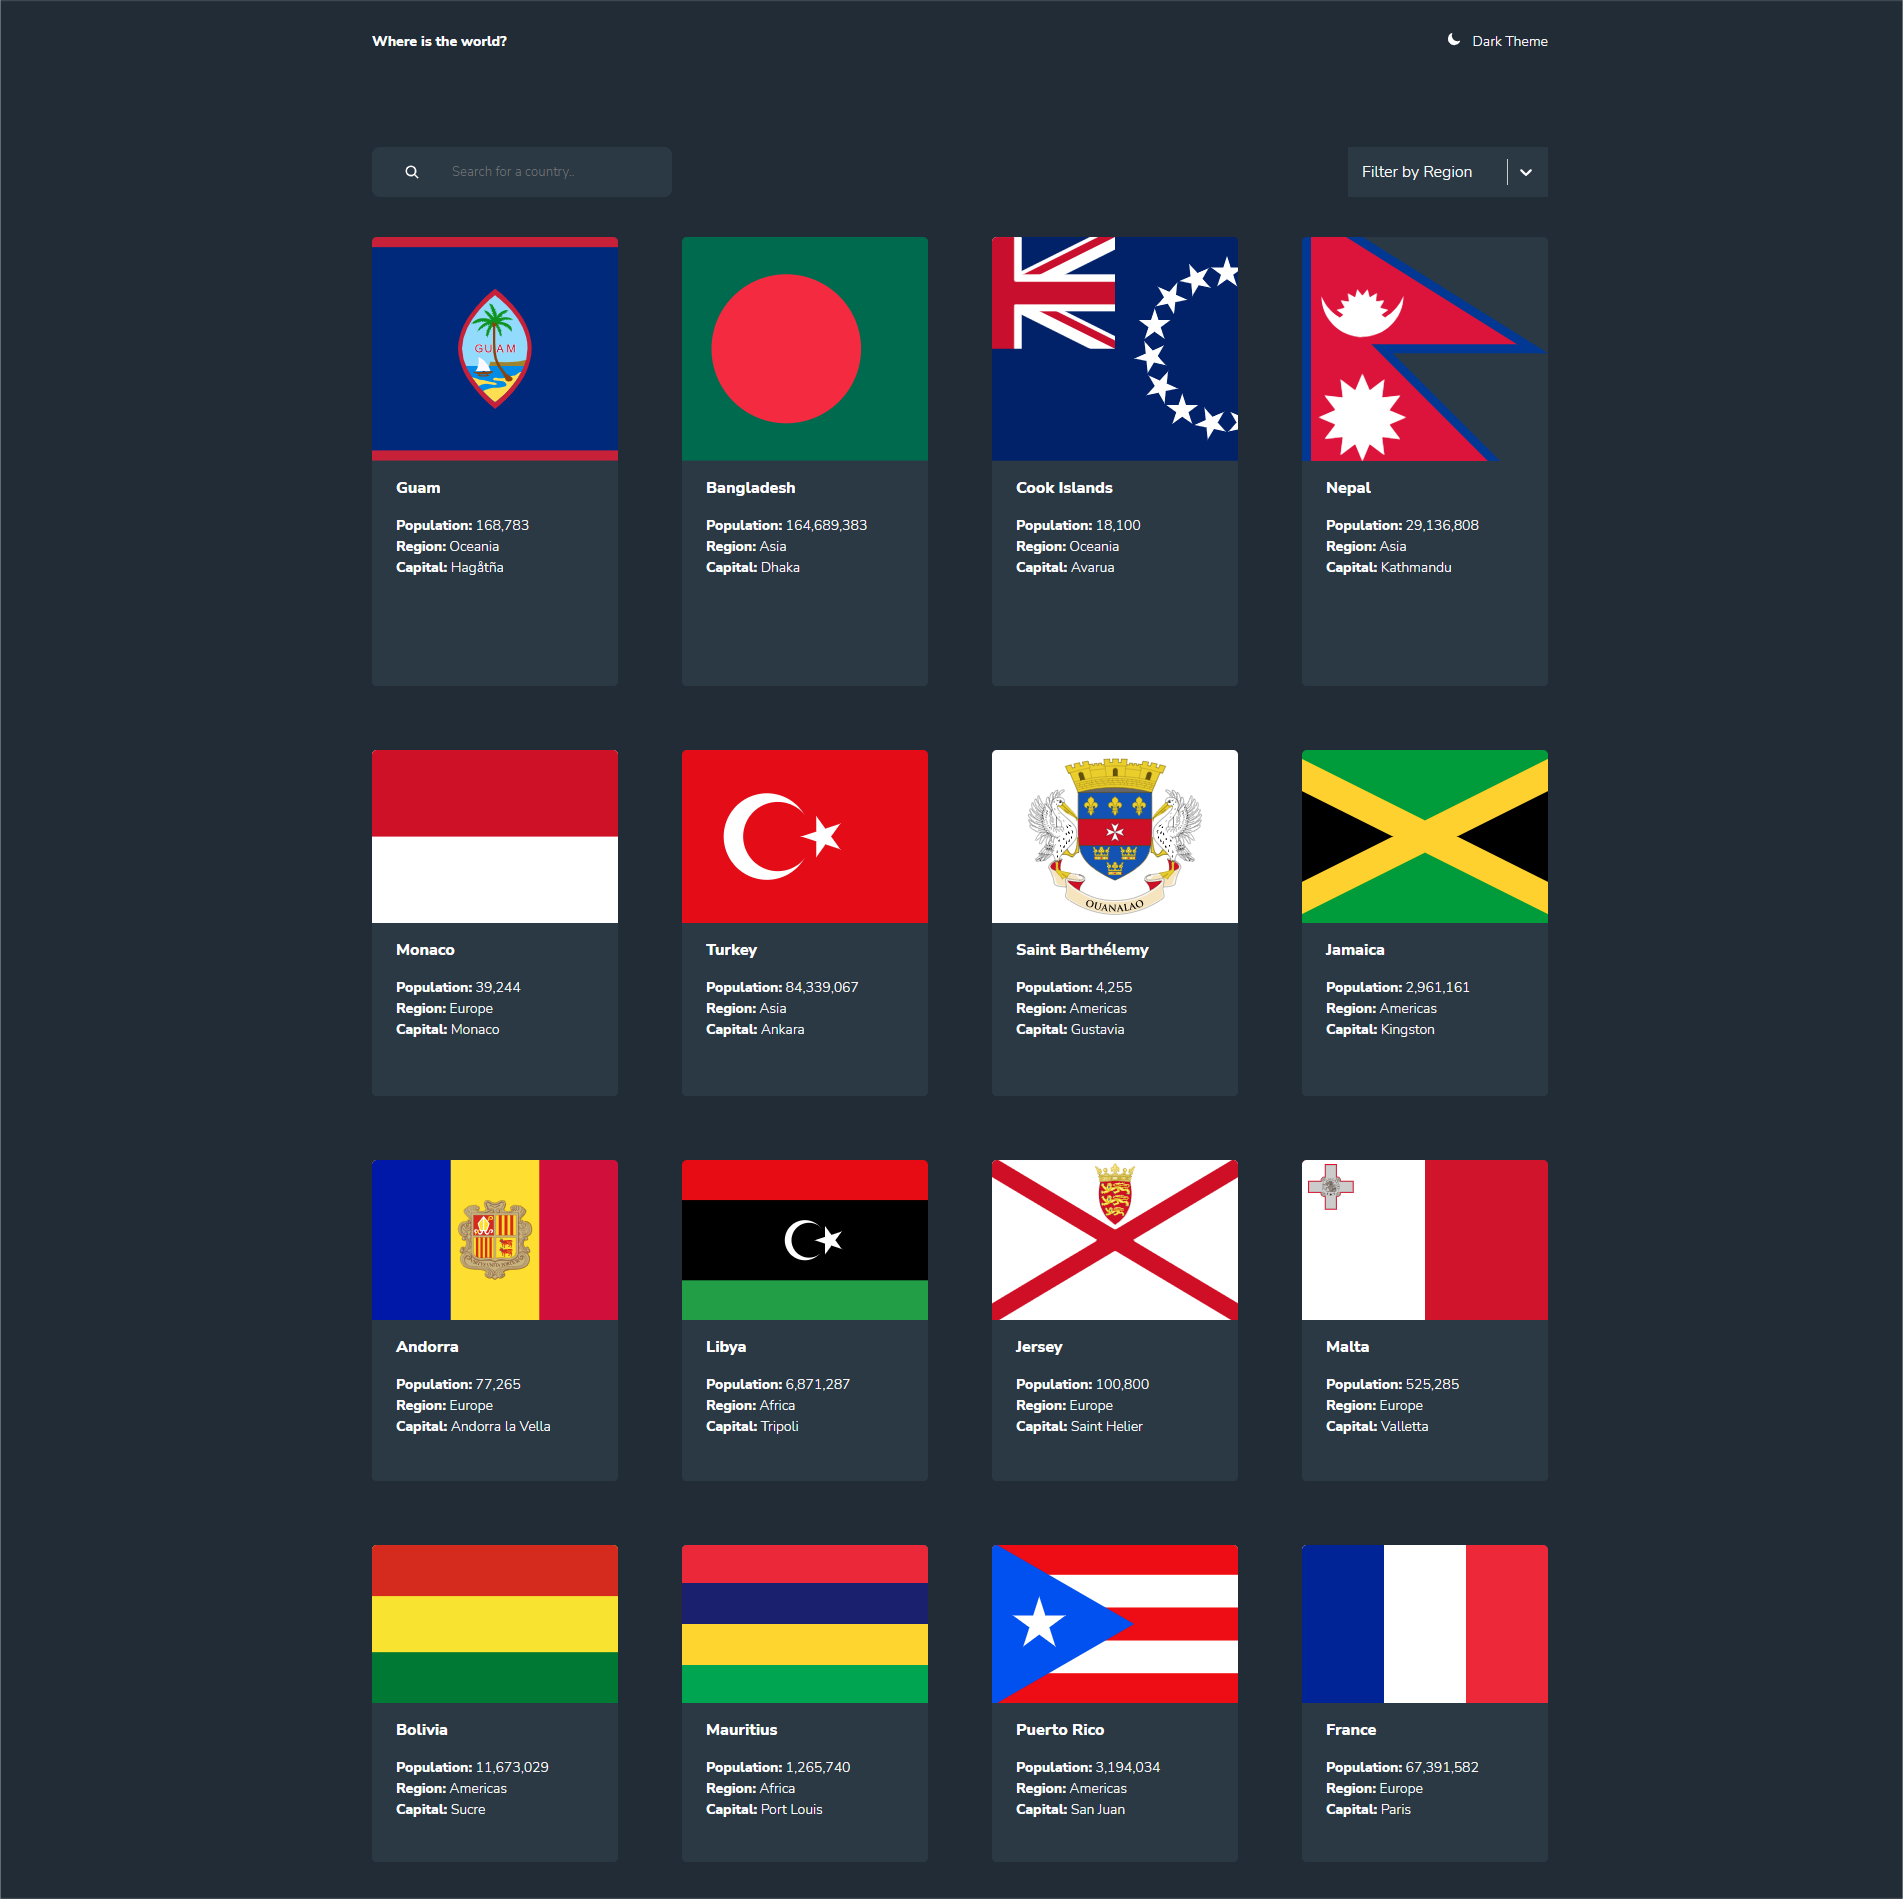 Where is the world?
Dark Theme
Search for a country..
Filter by Region
GUAM
Guam
Population: 168,783
Region: Oceania
Capital: Hagåtña
Bangladesh
Population: 164,689,383
Region: Asia
Capital: Dhaka
Cook Islands
Population: 18,100
Region: Oceania
Capital: Avarua
Nepal
Population: 29,136,808
Region: Asia
Capital: Kathmandu
Monaco
Population: 39,244
Region: Europe
Capital: Monaco
Turkey
Population: 84,339,067
Region: Asia
Capital: Ankara
OUANALAO
Saint Barthélemy
Population: 4,255
Region: Americas
Capital: Gustavia
Jamaica
Population: 2,961,161
Region: Americas
Capital: Kingston
Andorra
Population: 77,265
Region: Europe
Capital: Andorra la Vella
Libya
Population: 6,871,287
Region: Africa
Capital: Tripoli
Jersey
Population: 100,800
Region: Europe
Capital: Saint Helier
Malta
Population: 525,285
Region: Europe
Capital: Valletta
Bolivia
Population: 11,673,029
Region: Americas
Capital: Sucre
Mauritius
Population: 1,265,740
Region: Africa
Capital: Port Louis
Puerto Rico
Population: 3,194,034
Region: Americas
Capital: San Juan
France
Population: 67,391,582
Region: Europe
Capital: Paris